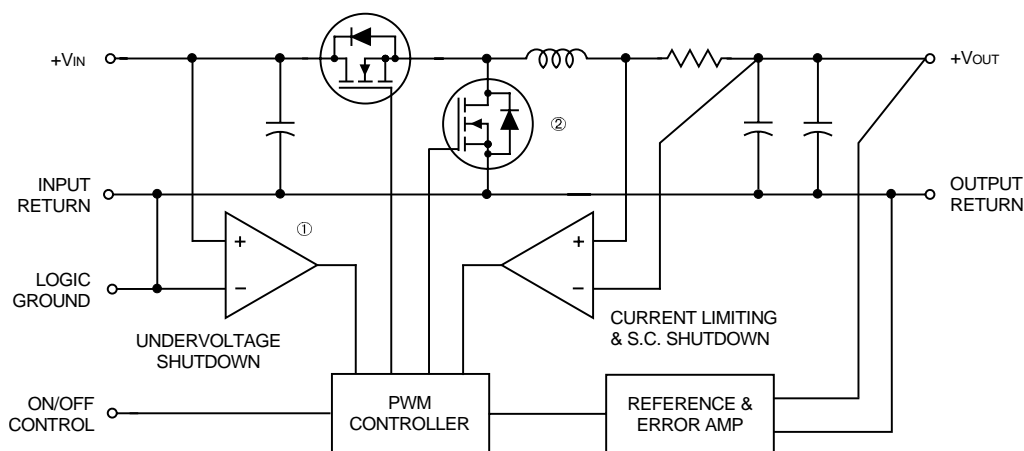 +VIN
+VOUT
②
INPUT
RETURN
OUTPUT
RETURN
①
+
−
+
−
LOGIC
GROUND
UNDERVOLTAGE
SHUTDOWN
CURRENT LIMITING
& S.C. SHUTDOWN
ON/OFF
CONTROL
PWM
CONTROLLER
REFERENCE &
ERROR AMP